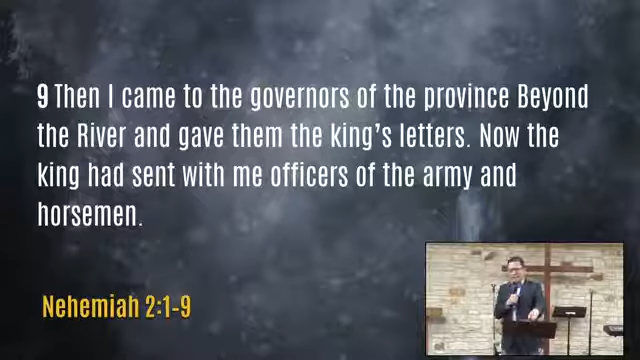 9 Then I came to the governors of the province Beyond
the River and gave them the king’s letters. Now the
king had sent with me officers of the army and
horsemen.
Nehemiah 2:1-9